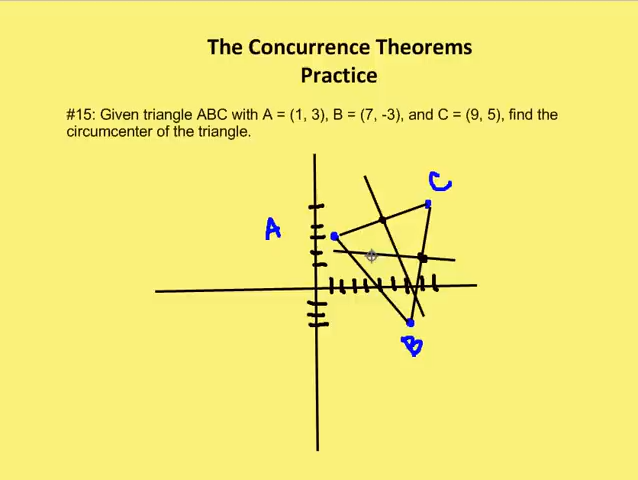 The Concurrence Theorems
Practice
#15: Given triangle ABC with A = (1, 3), B = (7, -3), and C = (9, 5), find the
circumcenter of the triangle.
C
A
B